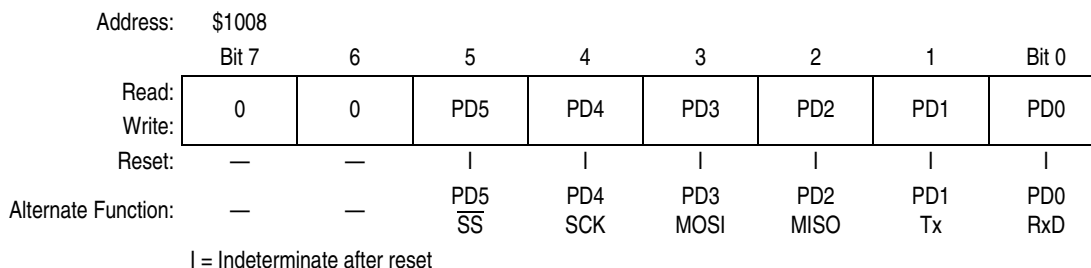 Address: $1008
Bit 7 6 5 4 3 2 1 Bit 0
Read:
Write:
0 0 PD5 PD4 PD3 PD2 PD1 PD0
Reset: — — I I I I I I
Alternate Function: — — PD5 PD4 PD3 PD2 PD1 PD0
SS SCK MOSI MISO Tx RxD
I = Indeterminate after reset